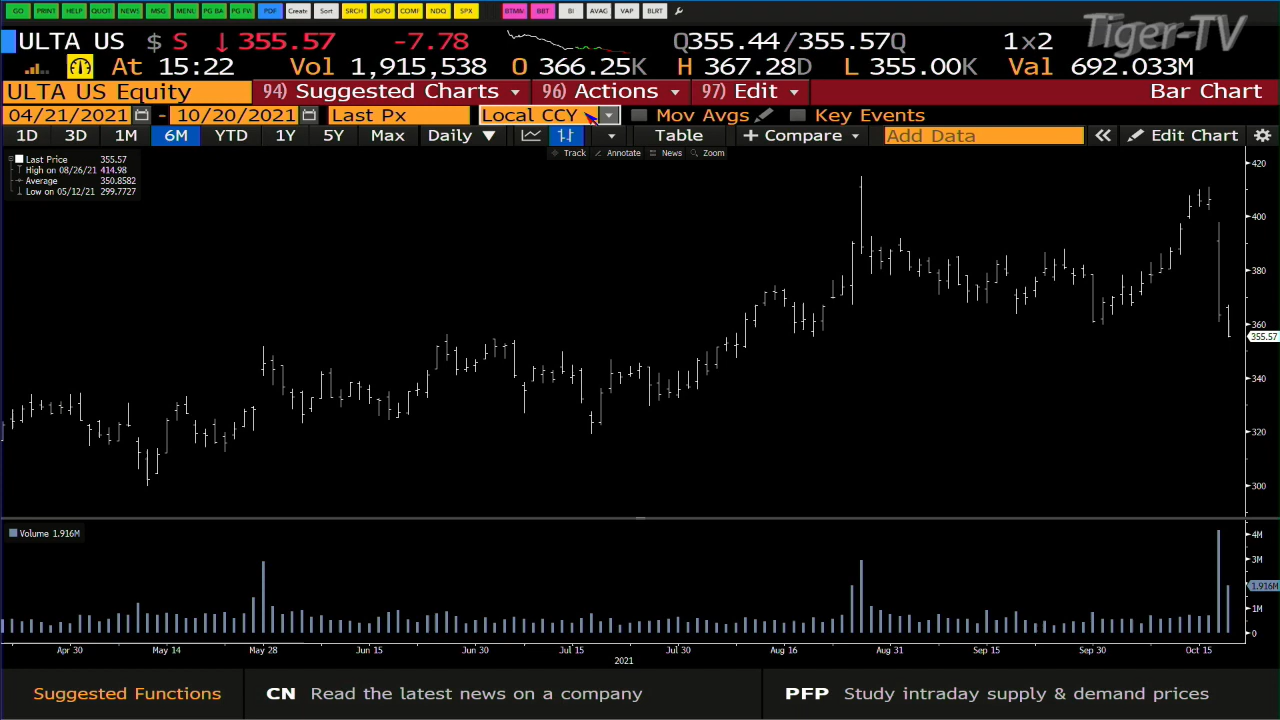 GO PRINT HELP QUOT NEWS MSG MENU PG BA PG FVI PDF Create Sort SRCH IGPO COMF NDQ SPX BTMM BBT BI AVAG VAP BLRT
Tiger-TV
ULTA US $ S ↓355.57 -7.78 Q355.44/355.57Q 1×2
At 15:22 Vol 1,915,538 O 366.25K H 367.28D L 355.00K Val 692.033M
ULTA US Equity 94) Suggested Charts 96) Actions 97) Edit Bar Chart
04/21/2021 - 10/20/2021 Last Px Local CCY Mov Avgs Key Events
1D 3D 1M 6M YTD 1Y 5Y Max Daily ▼ Table + Compare Add Data « Edit Chart
Track Annotate News Zoom
Last Price 355.57
High on 08/26/21 414.98
Average 350.8582
Low on 05/12/21 299.7727
420
400
380
360
355.57
340
320
300
Volume 1.916M
4M
3M
1.916M
1M
0
Apr 30 May 14 May 28 Jun 15 Jun 30 Jul 15 Jul 30 Aug 16 Aug 31 Sep 15 Sep 30 Oct 15
2021
Suggested Functions CN Read the latest news on a company PFP Study intraday supply & demand prices